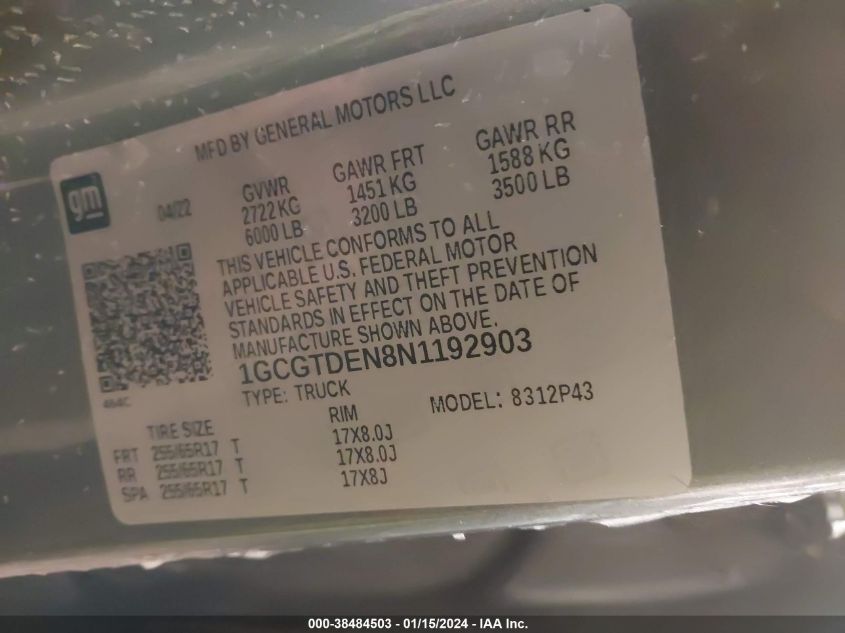 MFD BY GENERAL MOTORS LLC
gm
04/22
GVWR
2722 KG
6000 LB
GAWR FRT
1451 KG
3200 LB
GAWR RR
1588 KG
3500 LB
THIS VEHICLE CONFORMS TO ALL
APPLICABLE U.S. FEDERAL MOTOR
VEHICLE SAFETY AND THEFT PREVENTION
STANDARDS IN EFFECT ON THE DATE OF
MANUFACTURE SHOWN ABOVE.
1GCGTDEN8N1192903
464C
TYPE: TRUCK
MODEL: 8312P43
TIRE SIZE RIM
FRT 255/65R17 T 17X8.0J
RR 255/65R17 T 17X8.0J
SPA 255/65R17 T 17X8J
000-38484503 - 01/15/2024 - IAA Inc.